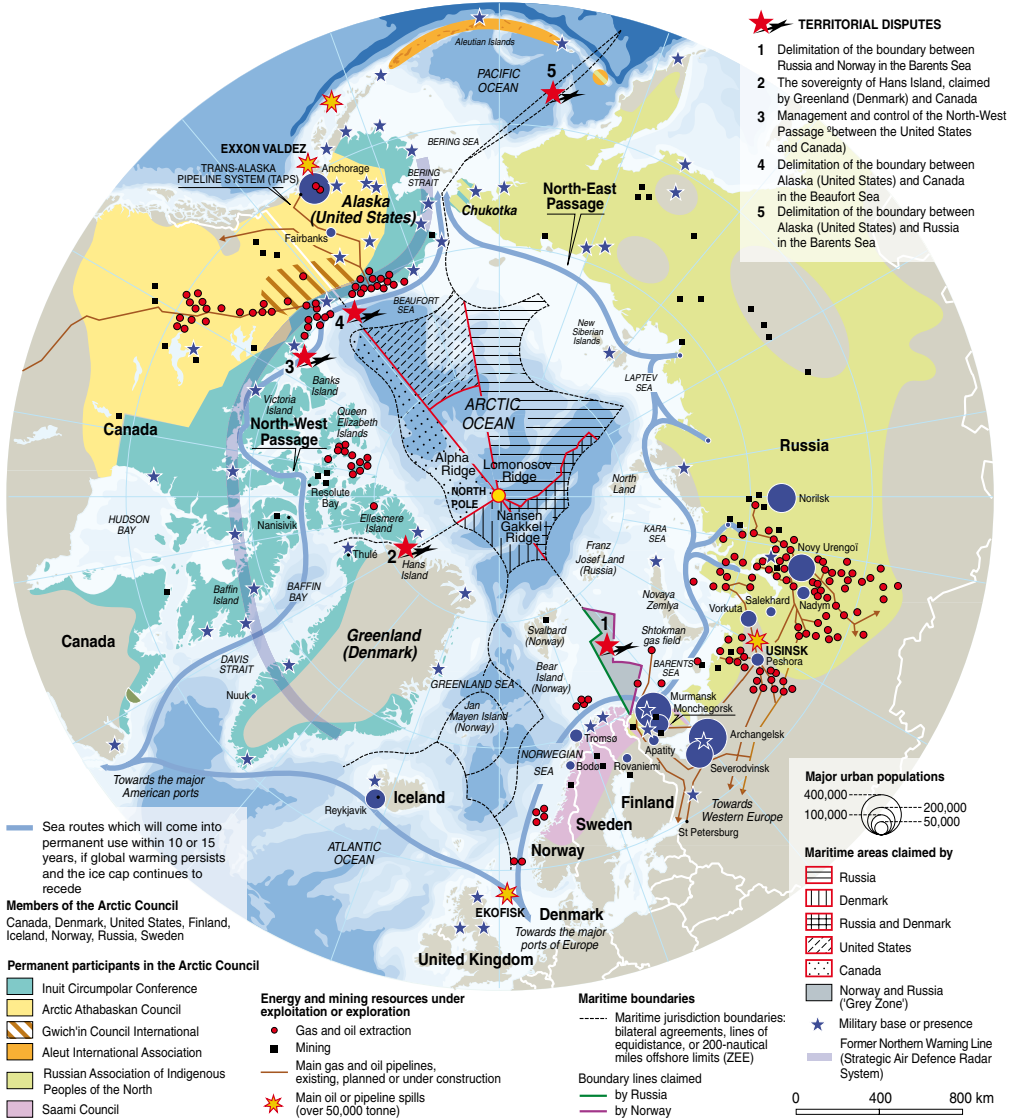 TERRITORIAL DISPUTES
1 Delimitation of the boundary between
Russia and Norway in the Barents Sea
2 The sovereignty of Hans Island, claimed
by Greenland (Denmark) and Canada
3 Management and control of the North-West
Passage ºbetween the United States
and Canada)
4 Delimitation of the boundary between
Alaska (United States) and Canada
in the Beaufort Sea
5 Delimitation of the boundary between
Alaska (United States) and Russia
in the Barents Sea
Aleutian Islands
PACIFIC
OCEAN
5
BERING SEA
EXXON VALDEZ
TRANS-ALASKA
PIPELINE SYSTEM (TAPS)
Anchorage
BERING
STRAIT
Alaska
(United States)
Chukotka
North-East
Passage
Fairbanks
BEAUFORT
SEA
4
New
Siberian
Islands
3
LAPTEV
SEA
Banks
Island
Victoria
Island
Queen
Elizabeth
Islands
ARCTIC
OCEAN
Canada
North-West
Passage
Russia
Alpha
Ridge
Lomonosov
Ridge
NORTH
POLE
North
Land
Resolute
Bay
Norilsk
Nansen
Gakkel
Ridge
HUDSON
BAY
Nanisivik
Ellesmere
Island
KARA
SEA
2
Thulé
Hans
Island
Franz
Josef Land
(Russia)
Novy Urengoï
Baffin
Island
BAFFIN
BAY
Novaya
Zemlya
Salekhard
Nadym
Vorkuta
1
Svalbard
(Norway)
Shtokman
gas field
Canada
Greenland
(Denmark)
USINSK
Peshora
BARENTS
SEA
DAVIS
STRAIT
Bear
Island
(Norway)
GREENLAND SEA
Nuuk
Jan
Mayen Island
(Norway)
Murmansk
Monchegorsk
Tromsø
Archangelsk
NORWEGIAN
SEA
Apatity
Bodø
Rovaniemi
Severodvinsk
Towards the major
American ports
Iceland
Reykjavik
Finland
Towards
Western Europe
Sweden
St Petersburg
ATLANTIC
OCEAN
Norway
EKOFISK
Denmark
Towards the major
ports of Europe
United Kingdom
Sea routes which will come into
permanent use within 10 or 15
years, if global warming persists
and the ice cap continues to
recede
Members of the Arctic Council
Canada, Denmark, United States, Finland,
Iceland, Norway, Russia, Sweden
Permanent participants in the Arctic Council
Inuit Circumpolar Conference
Arctic Athabaskan Council
Gwich'in Council International
Aleut International Association
Russian Association of Indigenous
Peoples of the North
Saami Council
Energy and mining resources under
exploitation or exploration
Gas and oil extraction
Mining
Main gas and oil pipelines,
existing, planned or under construction
Main oil or pipeline spills
(over 50,000 tonne)
Maritime boundaries
Maritime jurisdiction boundaries:
bilateral agreements, lines of
equidistance, or 200-nautical
miles offshore limits (ZEE)
Boundary lines claimed
by Russia
by Norway
Major urban populations
400,000
200,000
100,000
50,000
Maritime areas claimed by
Russia
Denmark
Russia and Denmark
United States
Canada
Norway and Russia
('Grey Zone')
Military base or presence
Former Northern Warning Line
(Strategic Air Defence Radar
System)
0 400 800 km